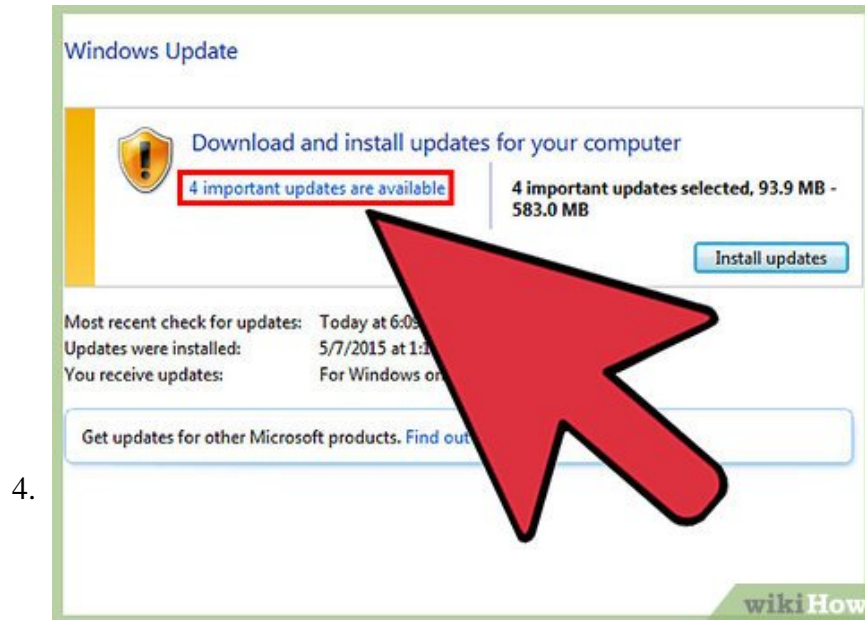 Windows Update
Download and install updates for your computer
4 important updates are available
4 important updates selected, 93.9 MB -
583.0 MB
Install updates
Most recent check for updates: Today at
Updates were installed: 5/7/2015 at
You receive updates: For Windows
Get updates for other Microsoft products. Find out
4.
wikiHow